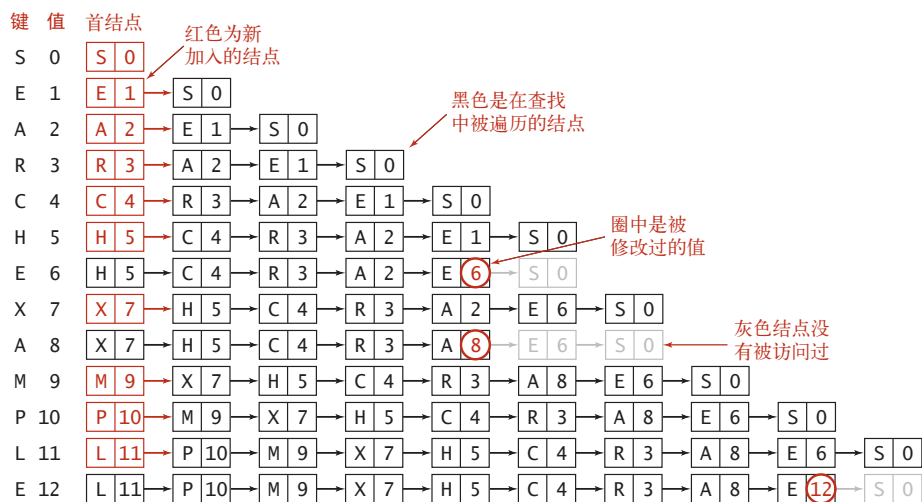 键 值 首结点
红色为新
加入的结点
S 0 S 0
E 1 E 1 S 0
黑色是在查找
中被遍历的结点
A 2 A 2 E 1 S 0
R 3 R 3 A 2 E 1 S 0
C 4 C 4 R 3 A 2 E 1 S 0
圈中是被
修改过的值
H 5 H 5 C 4 R 3 A 2 E 1 S 0
E 6 H 5 C 4 R 3 A 2 E 6 S 0
X 7 X 7 H 5 C 4 R 3 A 2 E 6 S 0
灰色结点没
有被访问过
A 8 X 7 H 5 C 4 R 3 A 8 E 6 S 0
M 9 M 9 X 7 H 5 C 4 R 3 A 8 E 6 S 0
P 10 P 10 M 9 X 7 H 5 C 4 R 3 A 8 E 6 S 0
L 11 L 11 P 10 M 9 X 7 H 5 C 4 R 3 A 8 E 6 S 0
E 12 L 11 P 10 M 9 X 7 H 5 C 4 R 3 A 8 E 12 S 0